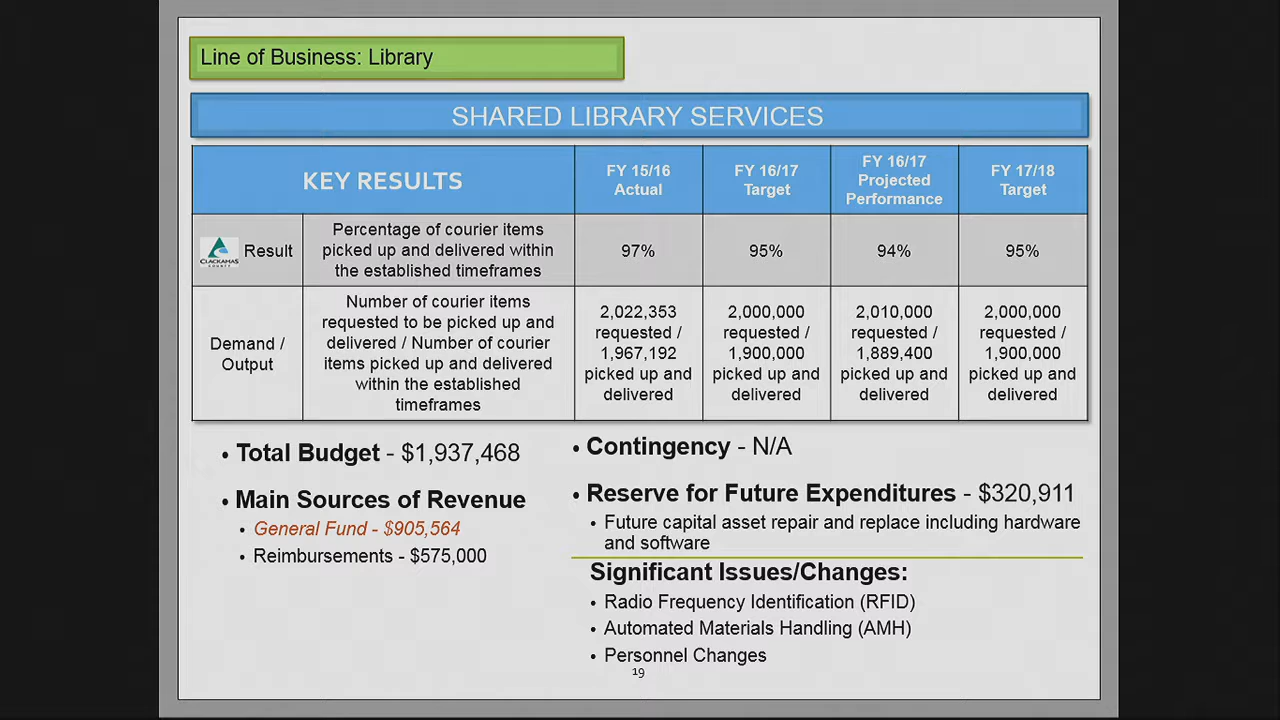 Line of Business: Library
SHARED LIBRARY SERVICES
KEY RESULTS
FY 15/16
Actual
FY 16/17
Target
FY 16/17
Projected
Performance
FY 17/18
Target
CLACKAMAS
COUNTY
Result
Percentage of courier items
picked up and delivered within
the established timeframes
97%
95%
94%
95%
Demand /
Output
Number of courier items
requested to be picked up and
delivered / Number of courier
items picked up and delivered
within the established
timeframes
2,022,353
requested /
1,967,192
picked up and
delivered
2,000,000
requested /
1,900,000
picked up and
delivered
2,010,000
requested /
1,889,400
picked up and
delivered
2,000,000
requested /
1,900,000
picked up and
delivered
• Total Budget - $1,937,468
• Main Sources of Revenue
• General Fund - $905,564
• Reimbursements - $575,000
• Contingency - N/A
• Reserve for Future Expenditures - $320,911
• Future capital asset repair and replace including hardware
and software
Significant Issues/Changes:
• Radio Frequency Identification (RFID)
• Automated Materials Handling (AMH)
• Personnel Changes
19